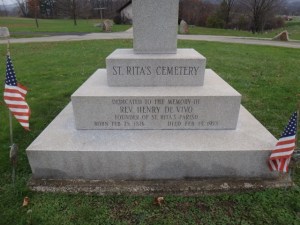 ST. RITA'S CEMETERY
DEDICATED TO THE MEMORY OF
REV. HENRY DE VIVO
FOUNDER OF ST. RITA'S PARISH
BORN FEB. DIED FEB.